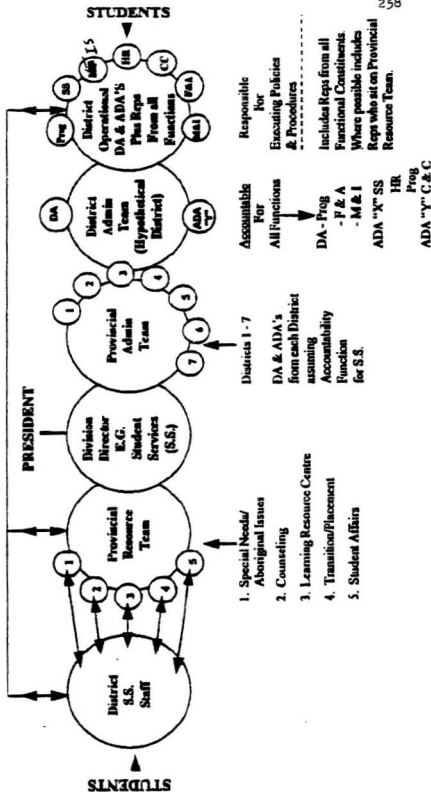 258
STUDENTS
PRESIDENT
STUDENTS
District
S.S.
Staff
Provincial
Resource
Team
1
2
3
4
5
Division
Director
E.G.
Student
Services
(S.S.)
Provincial
Admin
Team
1
2
3
4
5
6
7
District
Admin
Team
(Hypothetical
District)
DA
ADA
"Y"
District
Operational
DA & ADA'S
Plus Reps
From all
Functions
Prog
SS
IS
HR
CC
F&A
M&I
1. Special Needs/
Aboriginal Issues
2. Counseling
3. Learning Resource Centre
4. Transition/Placement
5. Student Affairs
Districts 1 - 7
DA & ADA's
from each District
assuming
Accountability
Function
for S.S.
Accountable
For
All Functions
DA - Prog
- F & A
- M & I
ADA "X" SS
HR
Prog
ADA "Y" C & C
Responsible
For
Executing Policies
& Procedures
Includes Reps from all
Functional Constituents.
Where possible includes
Reps who sit on Provincial
Resource Team.